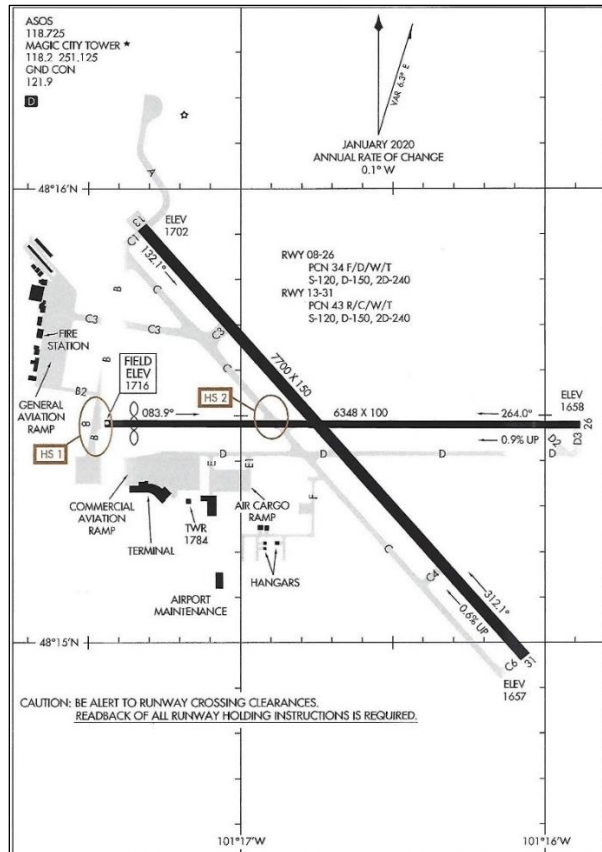 ASOS
118.725
MAGIC CITY TOWER ★
118.2 251.125
GND CON
121.9
D
VAR 6.3° E
JANUARY 2020
ANNUAL RATE OF CHANGE
0.1° W
48°16'N
A
ELEV
1702
13
C1
132.1°
RWY 08-26
PCN 34 F/D/W/T
S-120, D-150, 2D-240
RWY 13-31
PCN 43 R/C/W/T
S-120, D-150, 2D-240
B
C
C3
C3
C3
C
7700 X 150
FIRE
STATION
B
FIELD
ELEV
1716
HS 2
ELEV
1658
GENERAL
AVIATION
RAMP
B2
083.9°
6348 X 100
264.0°
26
B
B
HS 1
0.9% UP
D2
D3
D
D
D
E
E1
F
COMMERCIAL
AVIATION
RAMP
TERMINAL
TWR
1784
AIR CARGO
RAMP
HANGARS
C
C4
312.1°
0.6% UP
AIRPORT
MAINTENANCE
48°15'N
C6
31
ELEV
1657
CAUTION: BE ALERT TO RUNWAY CROSSING CLEARANCES.
READBACK OF ALL RUNWAY HOLDING INSTRUCTIONS IS REQUIRED.
101°17'W
101°16'W